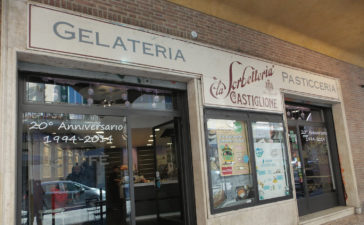 GELATERIA
La Sorbetteria
CASTIGLIONE
PASTICCERIA
20° Anniversario
1994-2014